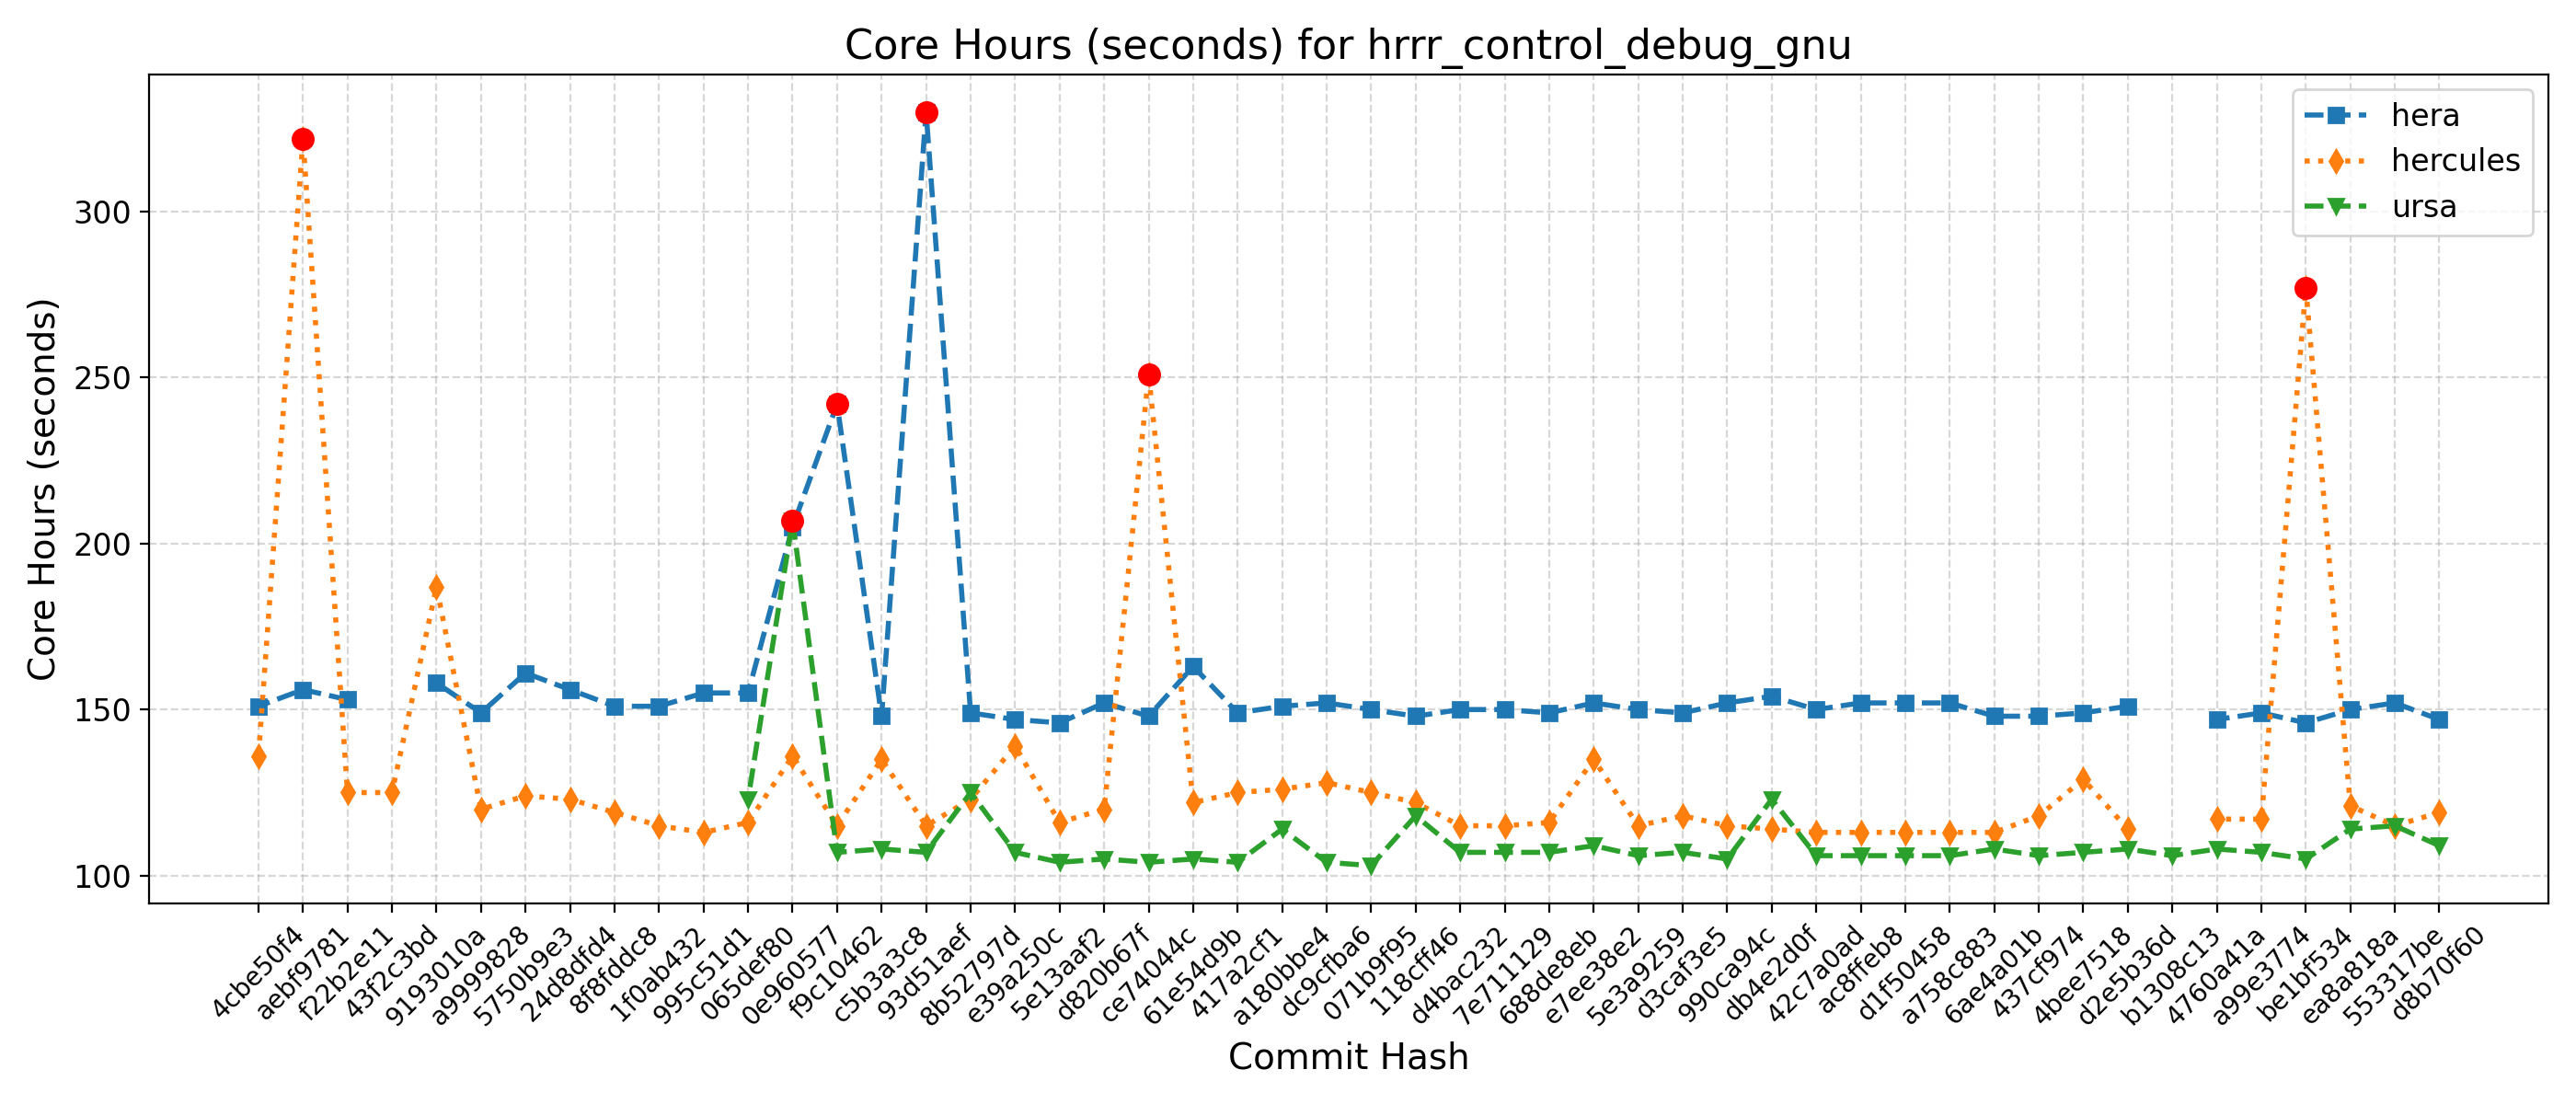 Core Hours (seconds) for hrrr_control_debug_gnu
hera
hercules
ursa
Core Hours (seconds)
300
250
200
150
100
4cbe50f4
aebf9781
f22b2e11
43f2c3bd
9193010a
a9999828
5750b9e3
24d8dfd4
8f8fddc8
1f0ab432
995c51d1
065def80
0e960577
f9c10462
c5b3a3c8
93d51aef
8b52797d
e39a250c
5e13aaf2
d820b67f
ce74044c
61e54d9b
417a2cf1
a180bbe4
dc9cfba6
071b9f95
118cff46
d4bac232
7e711129
688de8eb
e7ee38e2
5e3a9259
d3caf3e5
990ca94c
db4e2d0f
42c7a0ad
ac8ffeb8
d1f50458
a758c883
6ae4a01b
437cf974
4bee7518
d2e5b36d
b1308c13
4760a41a
a99e3774
be1bf534
ea8a818a
553317be
d8b70f60
Commit Hash